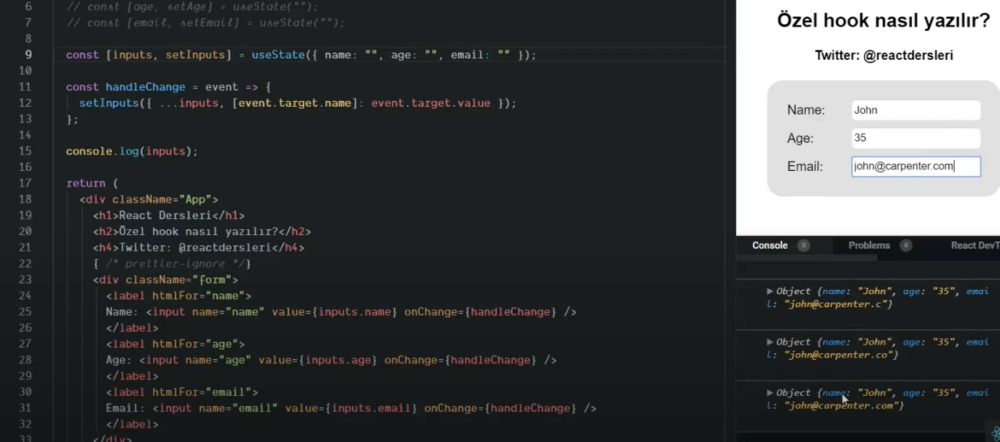 6 // const [age, setAge] = useState("");
7 // const [email, setEmail] = useState("");
8
9 const [inputs, setInputs] = useState({ name: "", age: "", email: "" });
10
11 const handleChange = event => {
12 setInputs({ ...inputs, [event.target.name]: event.target.value });
13 };
14
15 console.log(inputs);
16
17 return (
18 <div className="App">
19 <h1>React Dersleri</h1>
20 <h2>Özel hook nasıl yazılır?</h2>
21 <h4>Twitter: @reactdersleri</h4>
22 { /* prettier-ignore */}
23 <div className="form">
24 <label htmlFor="name">
25 Name: <input name="name" value={inputs.name} onChange={handleChange} />
26 </label>
27 <label htmlFor="age">
28 Age: <input name="age" value={inputs.age} onChange={handleChange} />
29 </label>
30 <label htmlFor="email">
31 Email: <input name="email" value={inputs.email} onChange={handleChange} />
32 </label>
33 </div>
Özel hook nasıl yazılır?
Twitter: @reactdersleri
Name: John
Age: 35
Email: john@carpenter.com
Console 0 Problems 0 React DevT
▶Object {name: "John", age: "35", emai
l: "john@carpenter.c"}
▶Object {name: "John", age: "35", emai
l: "john@carpenter.co"}
▶Object {name: "John", age: "35", emai
l: "john@carpenter.com"}